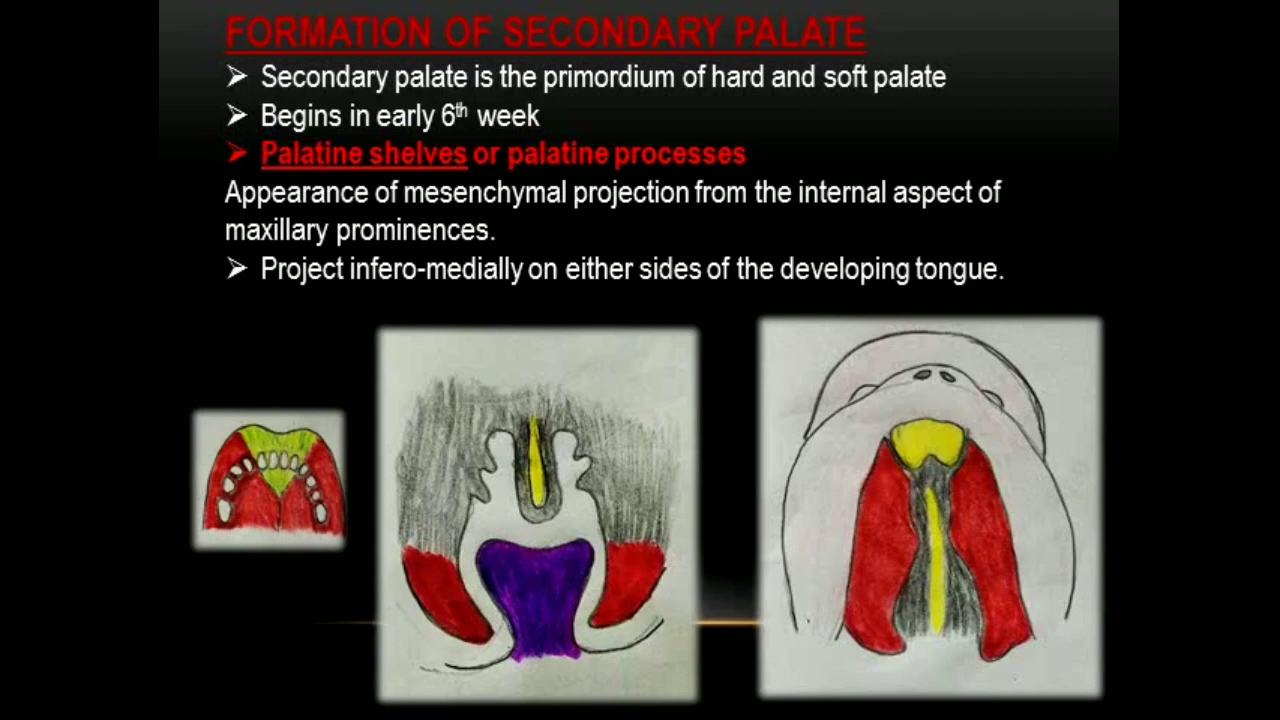 FORMATION OF SECONDARY PALATE
➢ Secondary palate is the primordium of hard and soft palate
➢ Begins in early 6th week
➢ Palatine shelves or palatine processes
Appearance of mesenchymal projection from the internal aspect of
maxillary prominences.
➢ Project infero-medially on either sides of the developing tongue.